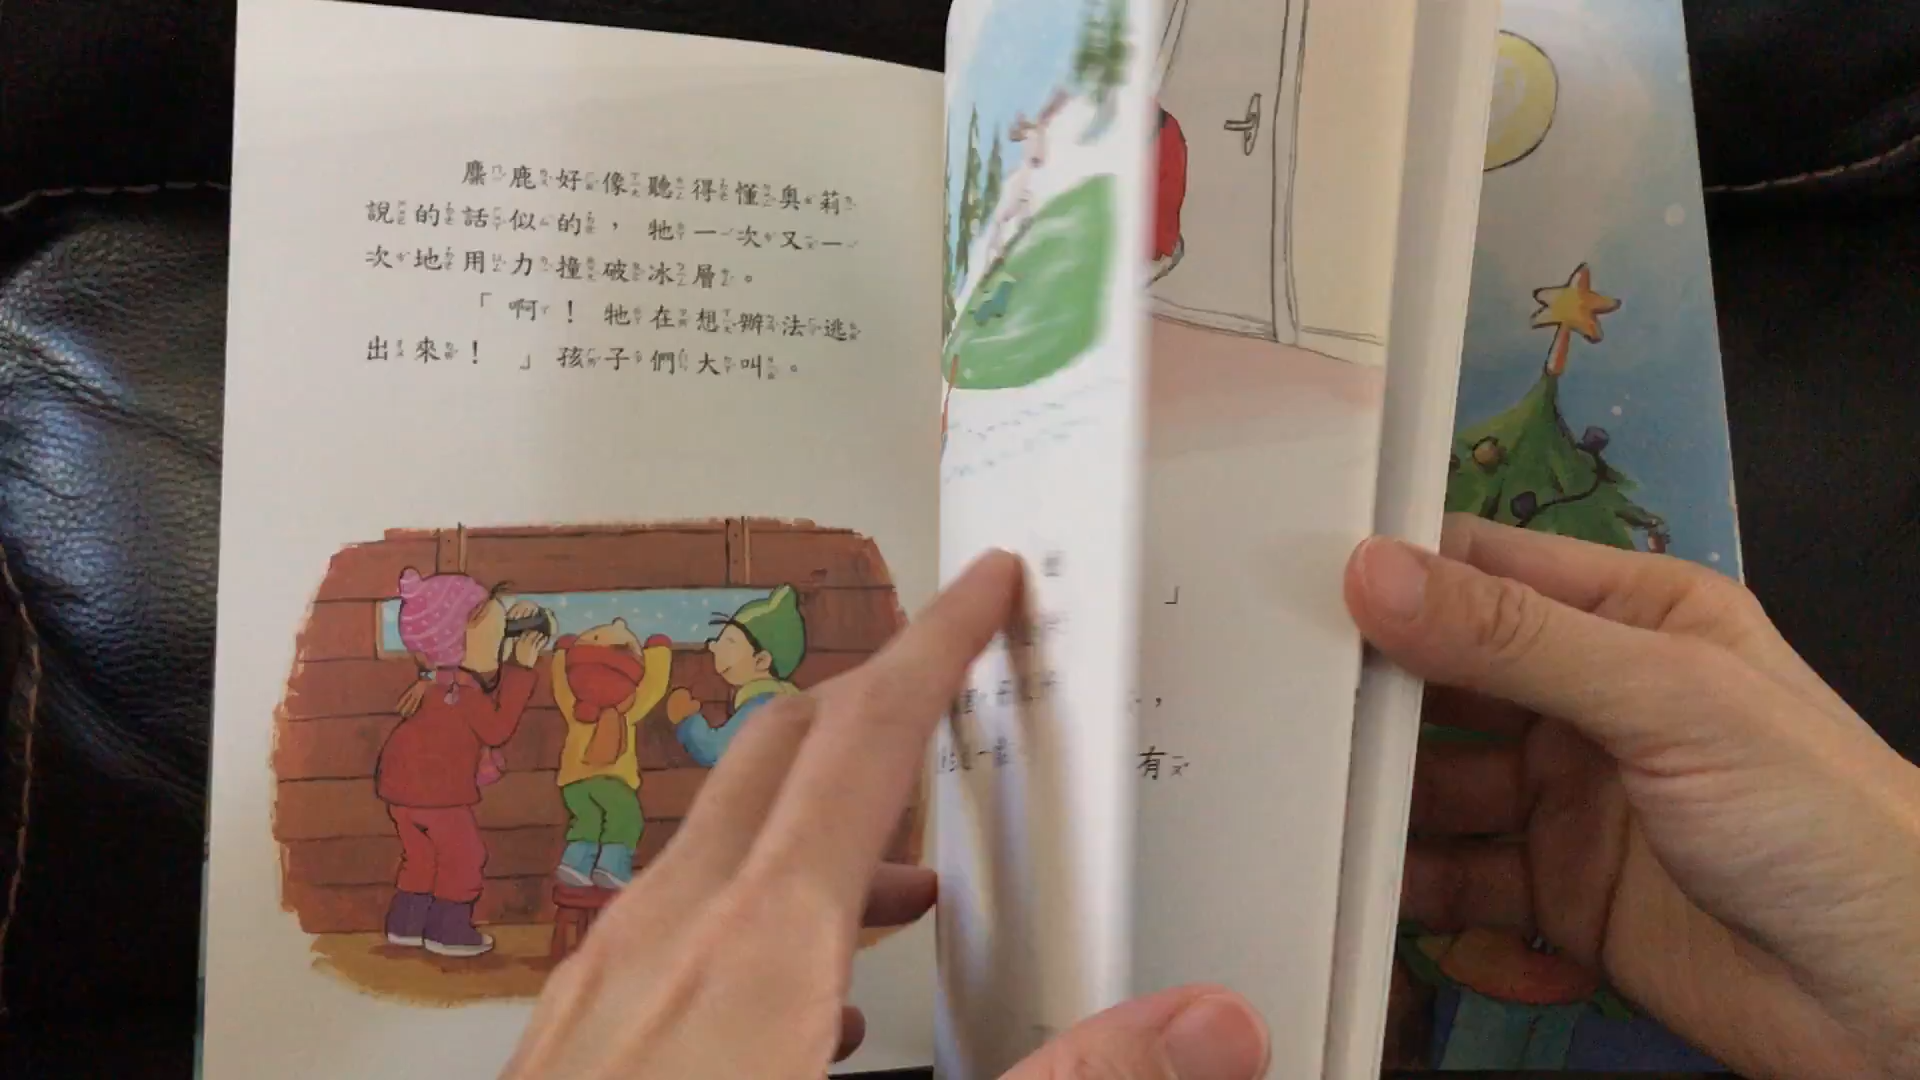 麋鹿好像聽得懂奧莉
說的話似的，牠一次又一
次地用力撞破冰層。
「啊！牠在想辦法逃
出來！」孩子們大叫。
」
，
有